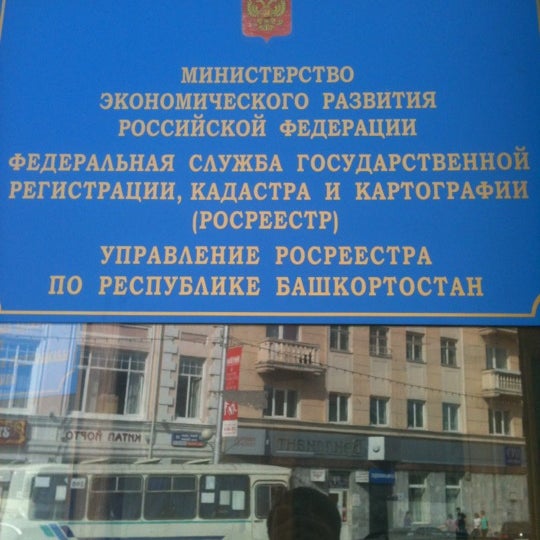 МИНИСТЕРСТВО
ЭКОНОМИЧЕСКОГО РАЗВИТИЯ
РОССИЙСКОЙ ФЕДЕРАЦИИ
ФЕДЕРАЛЬНАЯ СЛУЖБА ГОСУДАРСТВЕННОЙ
РЕГИСТРАЦИИ, КАДАСТРА И КАРТОГРАФИИ
(РОСРЕЕСТР)
УПРАВЛЕНИЕ РОСРЕЕСТРА
ПО РЕСПУБЛИКЕ БАШКОРТОСТАН